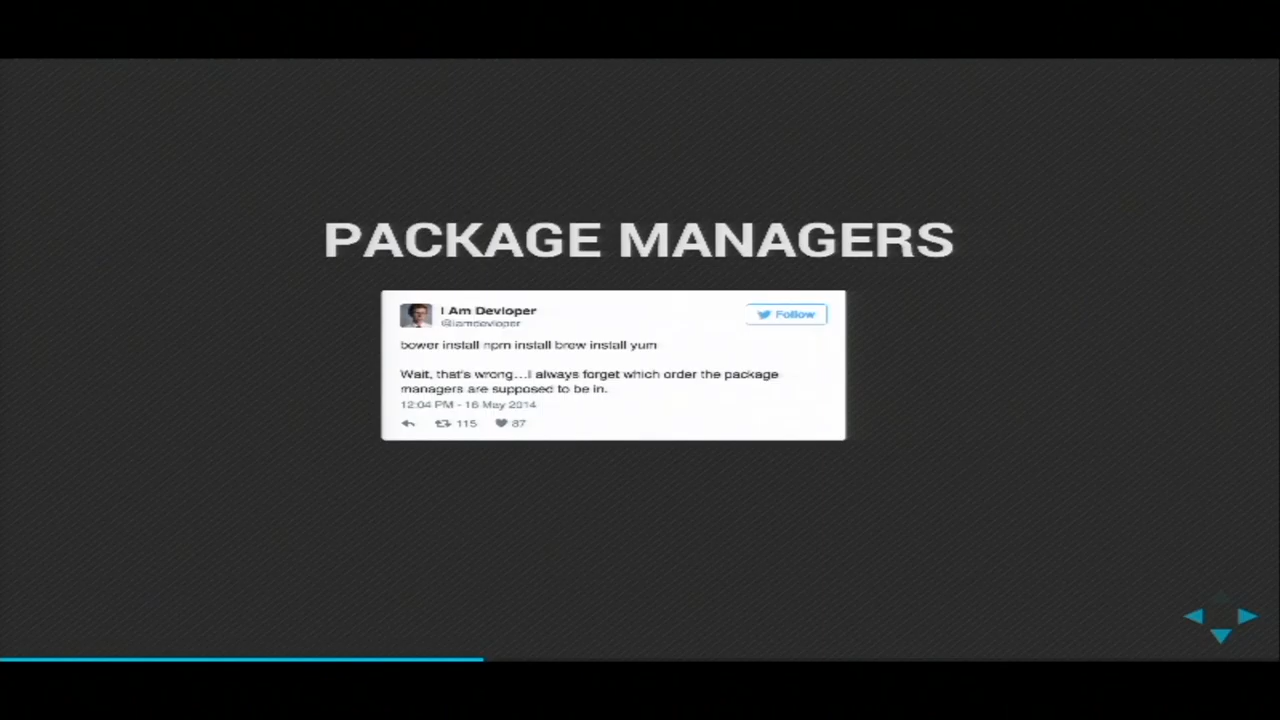 PACKAGE MANAGERS
I Am Devloper
@iamdevloper
Follow
bower install npm install brew install yum
Wait, that's wrong...I always forget which order the package
managers are supposed to be in.
12:04 PM - 16 May 2014
115
87